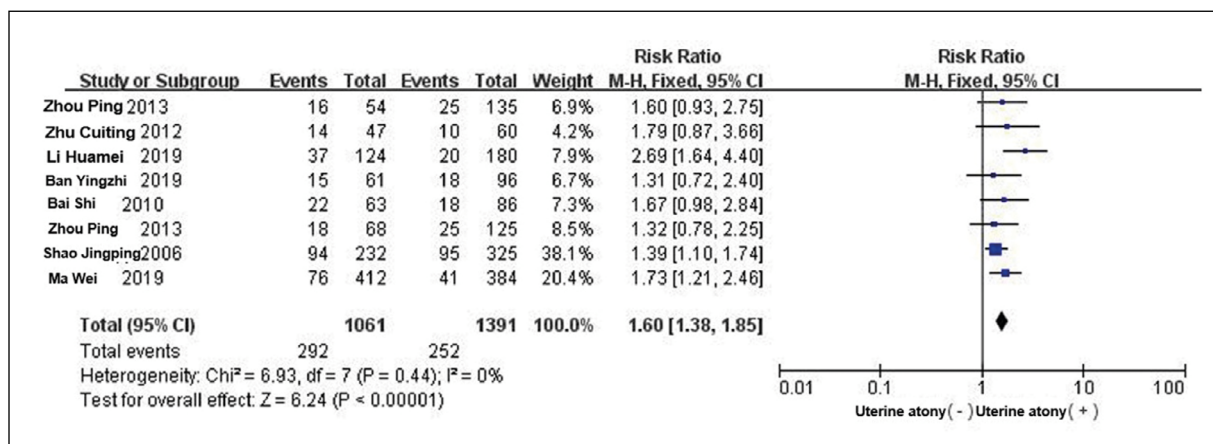 Risk Ratio Risk Ratio
Study or Subgroup Events Total Events Total Weight M-H, Fixed, 95% CI M-H, Fixed, 95% CI
Zhou Ping 2013 16 54 25 135 6.9% 1.60 [0.93, 2.75]
Zhu Cuiting 2012 14 47 10 60 4.2% 1.79 [0.87, 3.66]
Li Huamei 2019 37 124 20 180 7.9% 2.69 [1.64, 4.40]
Ban Yingzhi 2019 15 61 18 96 6.7% 1.31 [0.72, 2.40]
Bai Shi 2010 22 63 18 86 7.3% 1.67 [0.98, 2.84]
Zhou Ping 2013 18 68 25 125 8.5% 1.32 [0.78, 2.25]
Shao Jingping2006 94 232 95 325 38.1% 1.39 [1.10, 1.74]
Ma Wei 2019 76 412 41 384 20.4% 1.73 [1.21, 2.46]
Total (95% CI) 1061 1391 100.0% 1.60 [1.38, 1.85]
Total events 292 252
Heterogeneity: Chi² = 6.93, df = 7 (P = 0.44); I² = 0%
Test for overall effect: Z = 6.24 (P < 0.00001)
0.01 0.1 1 10 100
Uterine atony(-) Uterine atony(+)